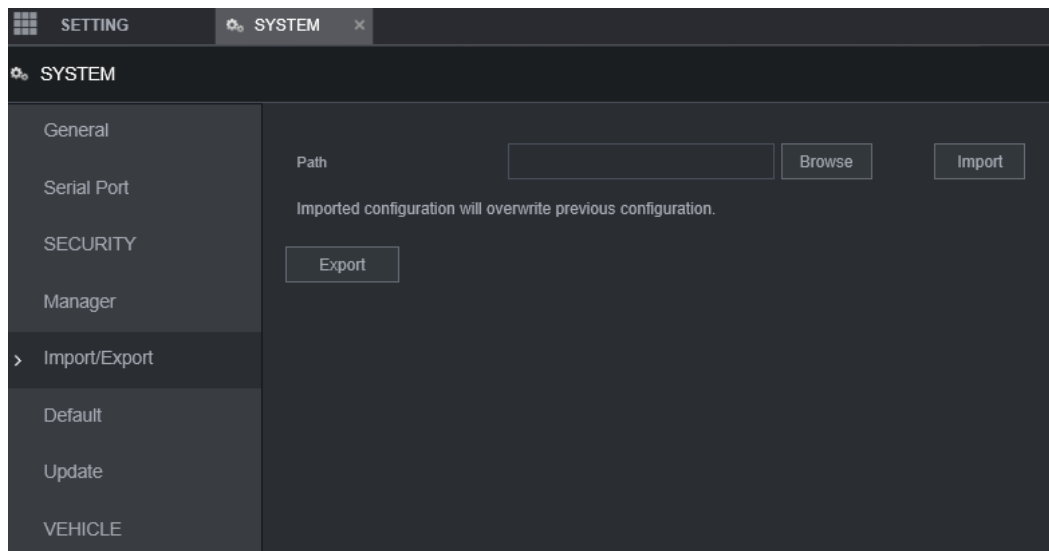 SETTING
SYSTEM ×
SYSTEM
General
Serial Port
SECURITY
Manager
Import/Export
Default
Update
VEHICLE
Path
Browse
Import
Imported configuration will overwrite previous configuration.
Export